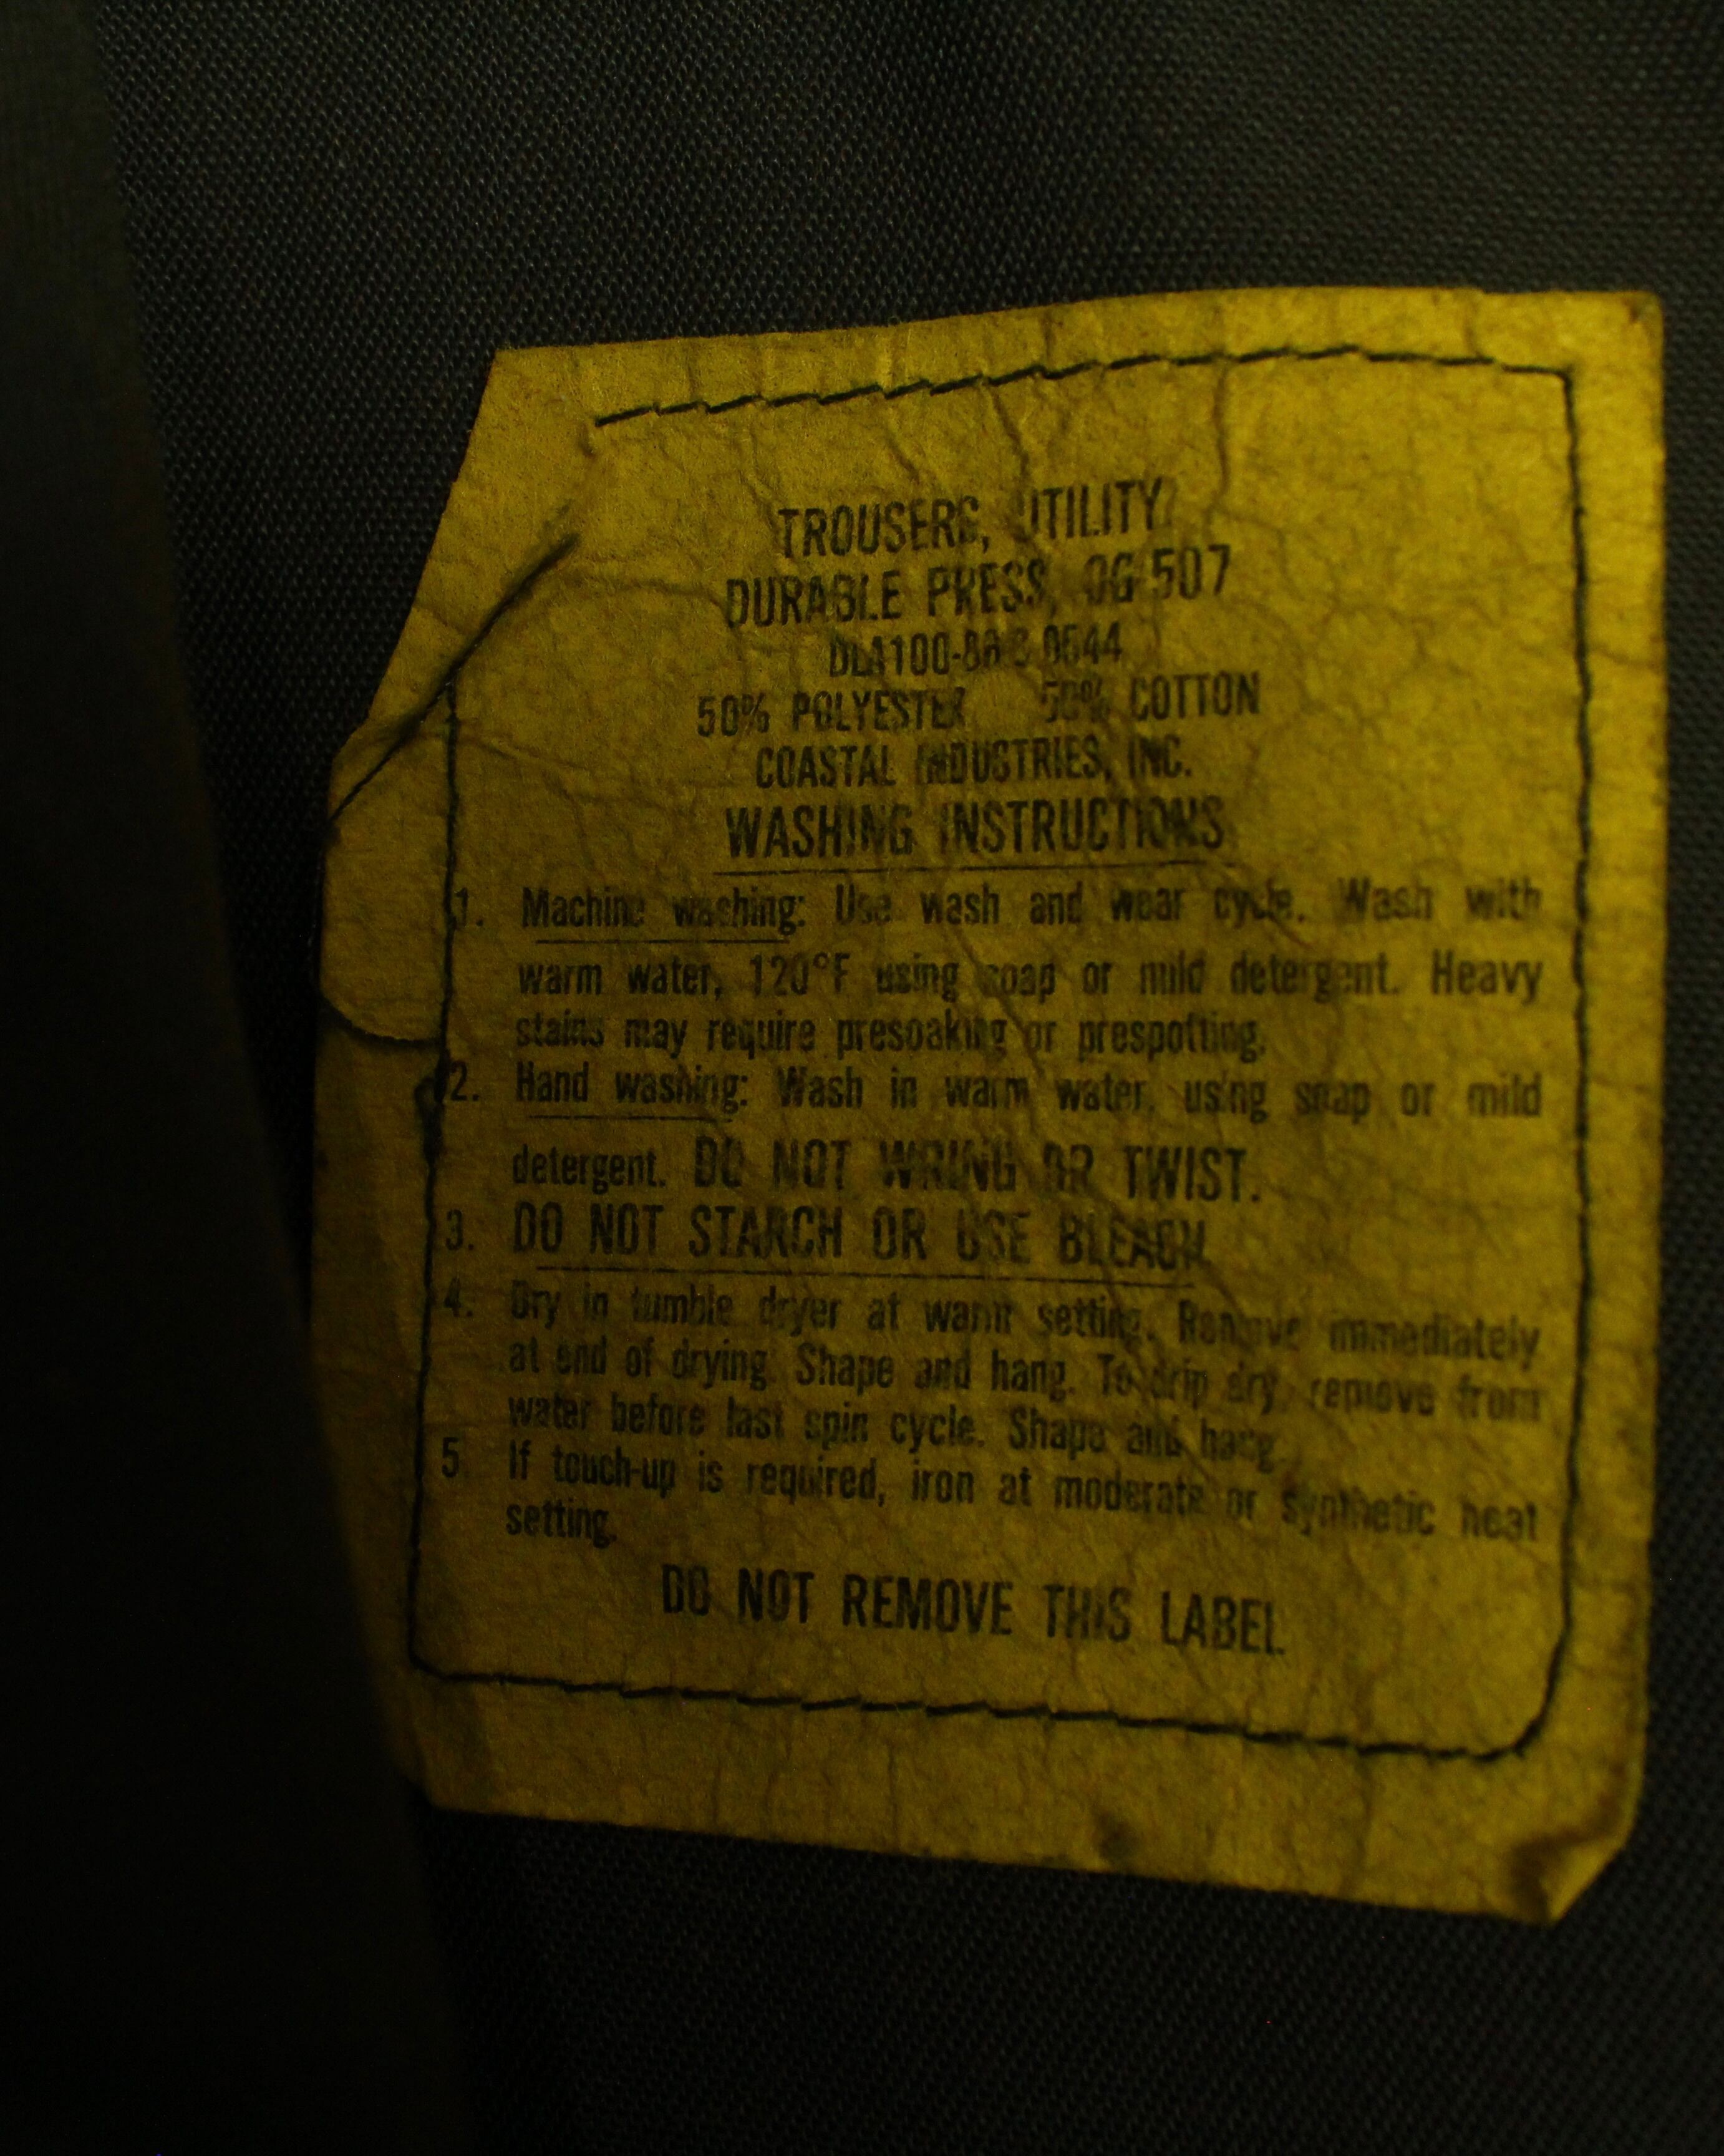 TROUSERS, UTILITY
DURABLE PRESS, OG 507
50% POLYESTER 50% COTTON
COASTAL INDUSTRIES, INC.
WASHING INSTRUCTIONS
1. Machine washing: Use wash and wear cycle. Wash with
warm water, 120°F using soap or mild detergent. Heavy
stains may require presoaking or prespotting.
2. Hand washing: Wash in warm water, using soap or mild
detergent. DO NOT WRING OR TWIST.
3. DO NOT STARCH OR USE BLEACH
4. Dry in tumble dryer at warm setting. Remove immediately
at end of drying. Shape and hang. To drip dry, remove from
water before last spin cycle. Shape and hang.
5. If touch-up is required, iron at moderate or synthetic heat
setting.
DO NOT REMOVE THIS LABEL